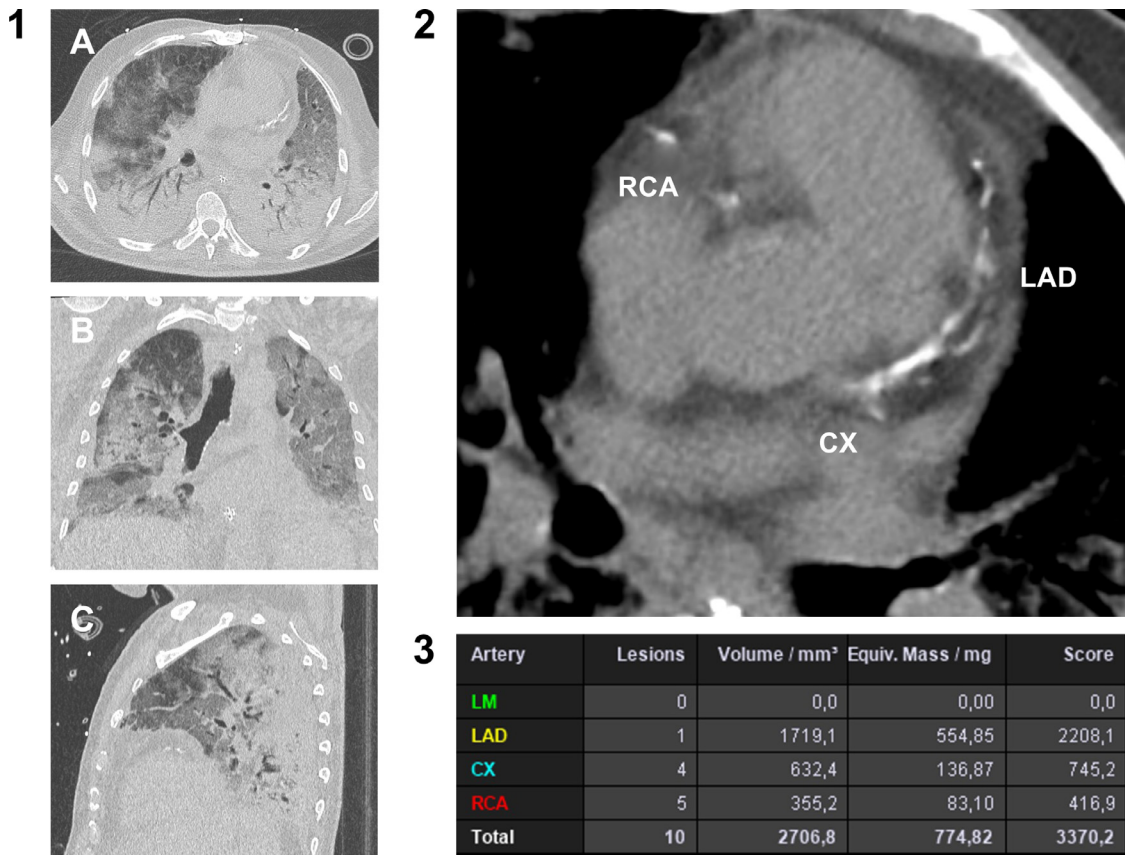 1
A
B
C
2
RCA
LAD
CX
3
Artery Lesions Volume / mm³ Equiv. Mass / mg Score
LM 0 0,0 0,00 0,0
LAD 1 1719,1 554,85 2208,1
CX 4 632,4 136,87 745,2
RCA 5 355,2 83,10 416,9
Total 10 2706,8 774,82 3370,2